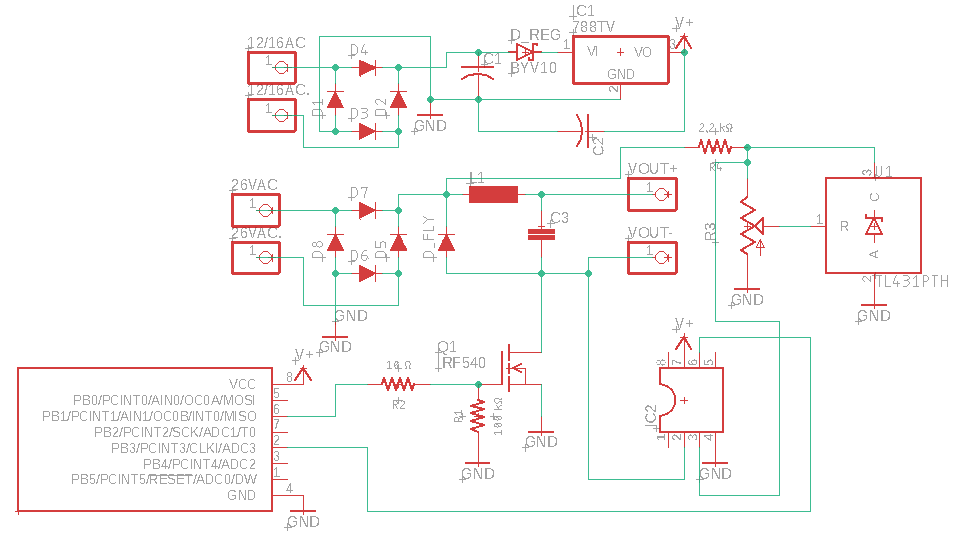 IC1
788TV
V+
12/16AC
1
D4
D_REG
1
VI
VO
3
C1
BYV10
GND
12/16AC.
1
D1
D2
2
D3
GND
C2
2,2 kΩ
R4
U1
3
26VAC
1
D7
L1
VOUT+
1
C
R3
1
R
C3
26VAC.
1
D8
D5
D_FLY
VOUT-
1
A
D6
2
TL431PTH
GND
GND
GND
GND
V+
Q1
IRF540
V+
8
7
6
5
10 Ω
VCC
8
PB0/PCINT0/AIN0/OC0A/MOSI
5
R2
R1
100 kΩ
IC2
PB1/PCINT1/AIN1/OC0B/INT0/MISO
6
PB2/PCINT2/SCK/ADC1/T0
7
1
2
3
4
GND
PB3/PCINT3/CLKI/ADC3
2
PB4/PCINT4/ADC2
3
GND
GND
PB5/PCINT5/RESET/ADC0/DW
1
GND
4
GND